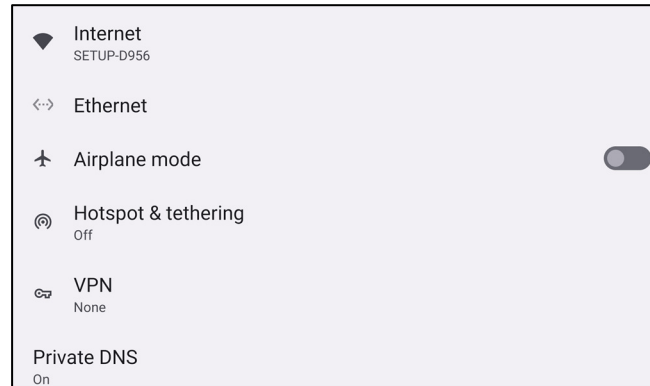 Internet
SETUP-D956
Ethernet
Airplane mode
Hotspot & tethering
Off
VPN
None
Private DNS
On